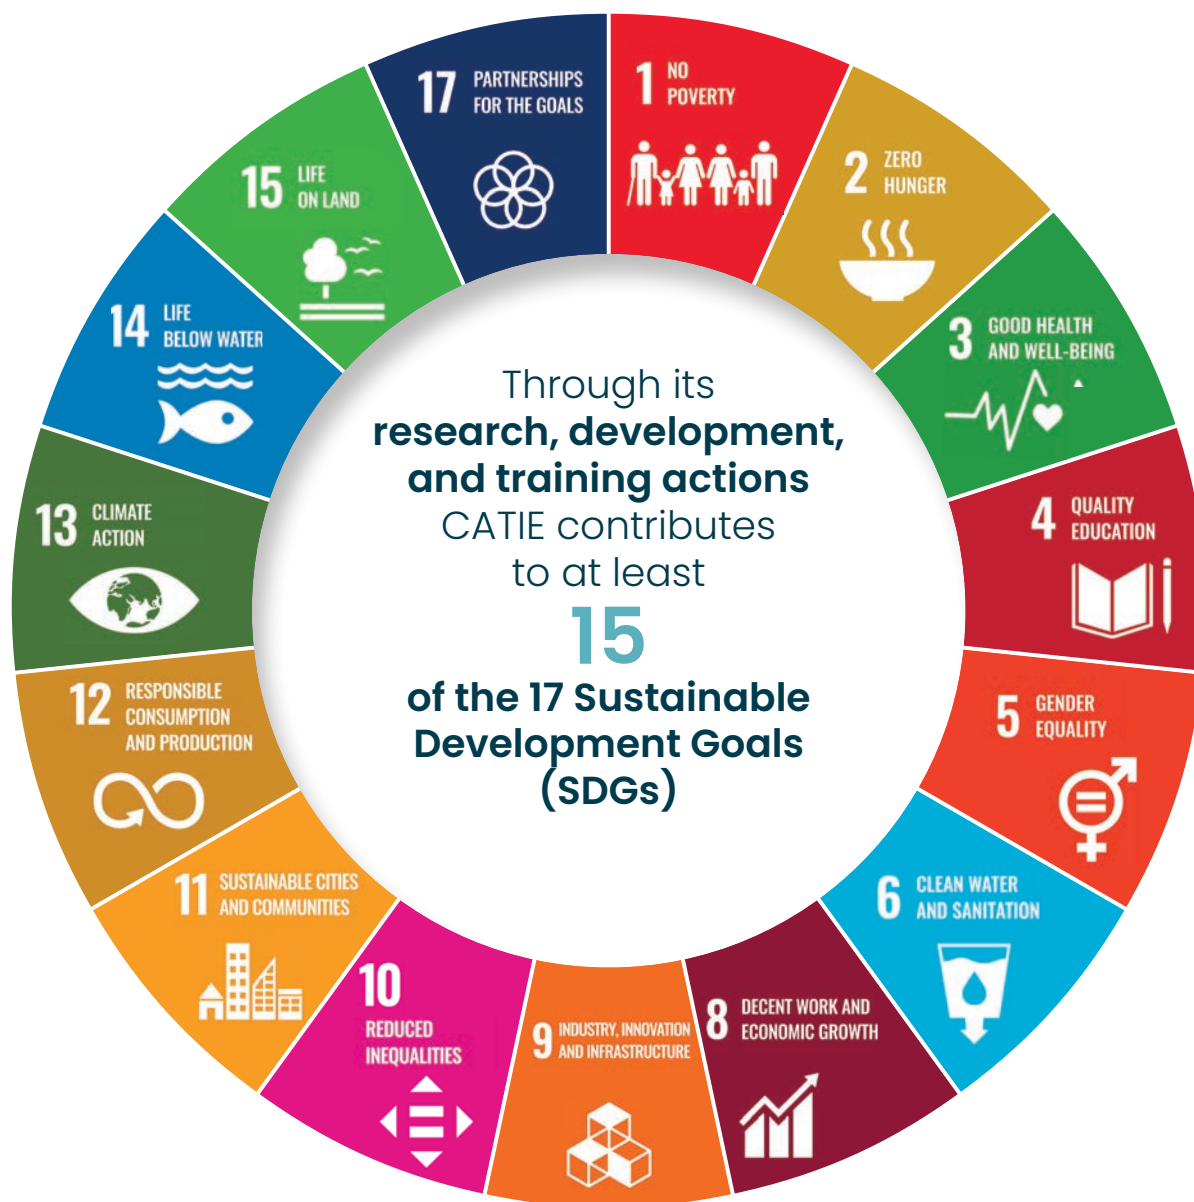 1 NO
POVERTY
2 ZERO
HUNGER
3 GOOD HEALTH
AND WELL-BEING
4 QUALITY
EDUCATION
5 GENDER
EQUALITY
6 CLEAN WATER
AND SANITATION
8 DECENT WORK AND
ECONOMIC GROWTH
9 INDUSTRY, INNOVATION
AND INFRASTRUCTURE
10
REDUCED
INEQUALITIES
11 SUSTAINABLE CITIES
AND COMMUNITIES
12 RESPONSIBLE
CONSUMPTION
AND PRODUCTION
13 CLIMATE
ACTION
14 LIFE
BELOW WATER
15 LIFE
ON LAND
17 PARTNERSHIPS
FOR THE GOALS
Through its
research, development,
and training actions
CATIE contributes
to at least
15
of the 17 Sustainable
Development Goals
(SDGs)